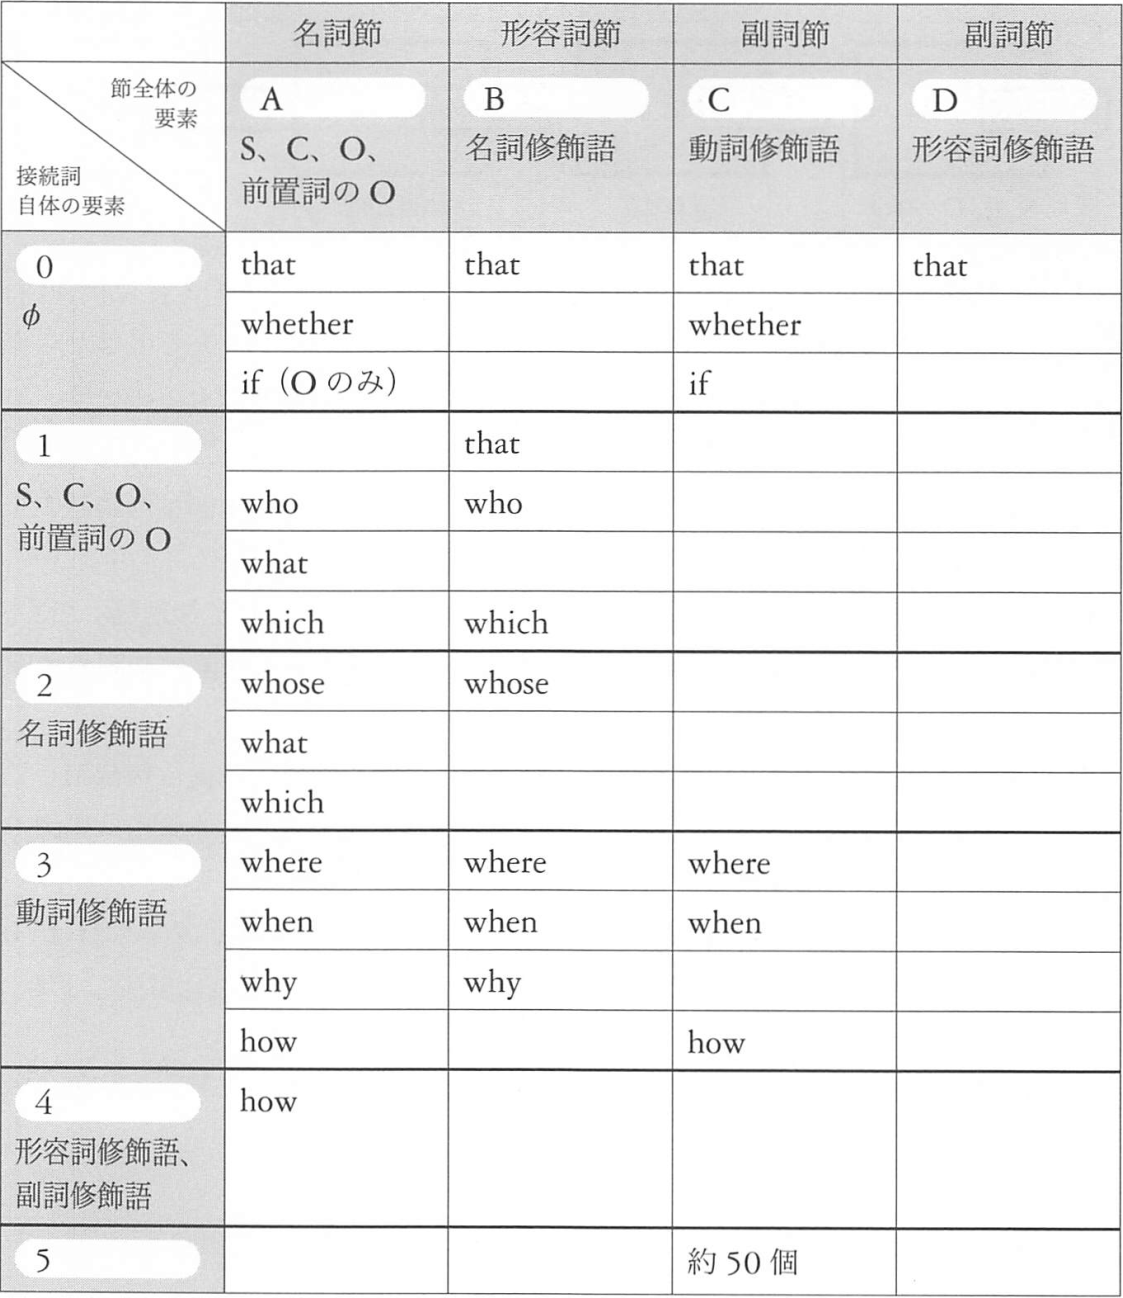 名詞節 形容詞節 副詞節 副詞節
節全体の
要素
接続詞
自体の要素
A B C D
S、C、O、 名詞修飾語 動詞修飾語 形容詞修飾語
前置詞の O
0 that that that that
φ whether whether
if（O のみ） if
1 that
S、C、O、 who who
前置詞の O what
which which
2 whose whose
名詞修飾語 what
which
3 where where where
動詞修飾語 when when when
why why
how how
4 how
形容詞修飾語、
副詞修飾語
5 約 50 個